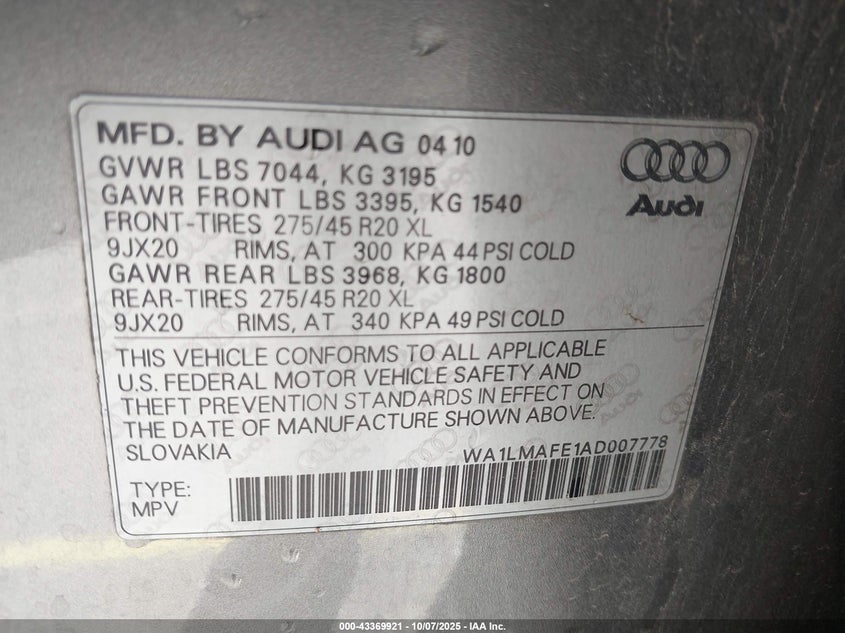 MFD. BY AUDI AG 04 10
GVWR LBS 7044, KG 3195
GAWR FRONT LBS 3395, KG 1540
FRONT-TIRES 275/45 R20 XL
9JX20 RIMS, AT 300 KPA 44 PSI COLD
GAWR REAR LBS 3968, KG 1800
REAR-TIRES 275/45 R20 XL
9JX20 RIMS, AT 340 KPA 49 PSI COLD
Audi
THIS VEHICLE CONFORMS TO ALL APPLICABLE
U.S. FEDERAL MOTOR VEHICLE SAFETY AND
THEFT PREVENTION STANDARDS IN EFFECT ON
THE DATE OF MANUFACTURE SHOWN ABOVE.
SLOVAKIA WA1LMAFE1AD007778
TYPE:
MPV
000-43369921 - 10/07/2025 - IAA Inc.